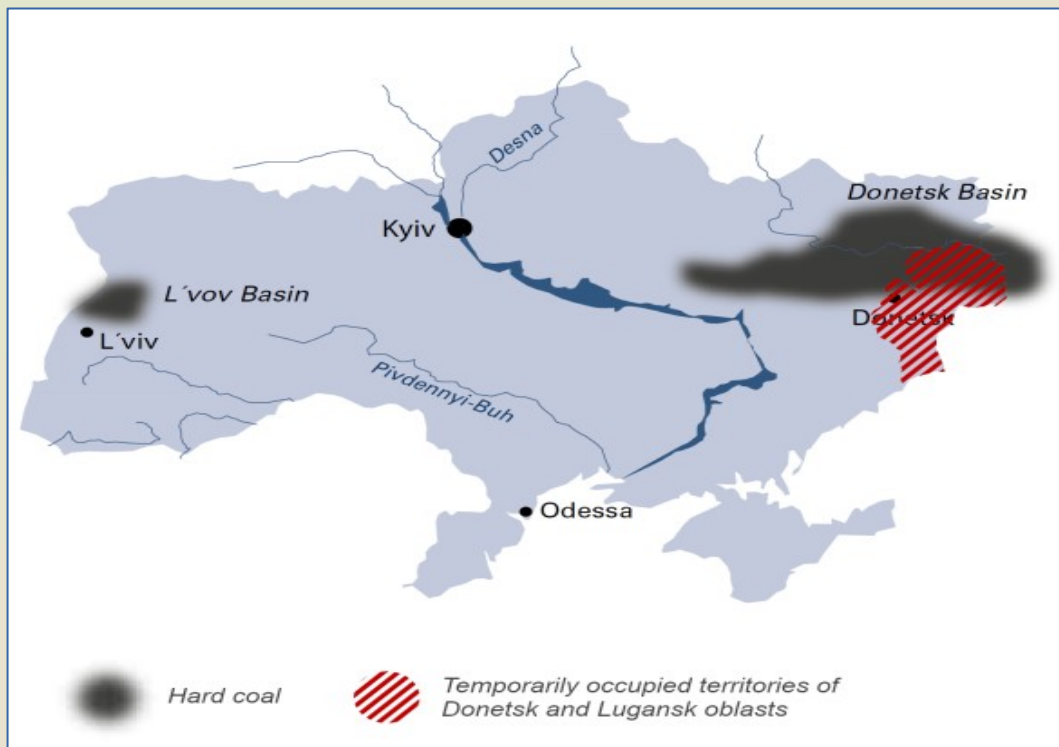 Desna
Donetsk Basin
Kyiv
L´vov Basin
L´viv
Donetsk
Pivdennyi-Buh
Odessa
Hard coal
Temporarily occupied territories of
Donetsk and Lugansk oblasts